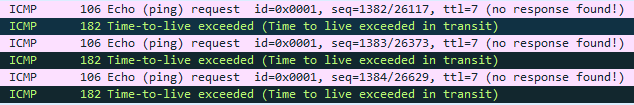 ICMP 106 Echo (ping) request id=0x0001, seq=1382/26117, ttl=7 (no response found!)
ICMP 182 Time-to-live exceeded (Time to live exceeded in transit)
ICMP 106 Echo (ping) request id=0x0001, seq=1383/26373, ttl=7 (no response found!)
ICMP 182 Time-to-live exceeded (Time to live exceeded in transit)
ICMP 106 Echo (ping) request id=0x0001, seq=1384/26629, ttl=7 (no response found!)
ICMP 182 Time-to-live exceeded (Time to live exceeded in transit)